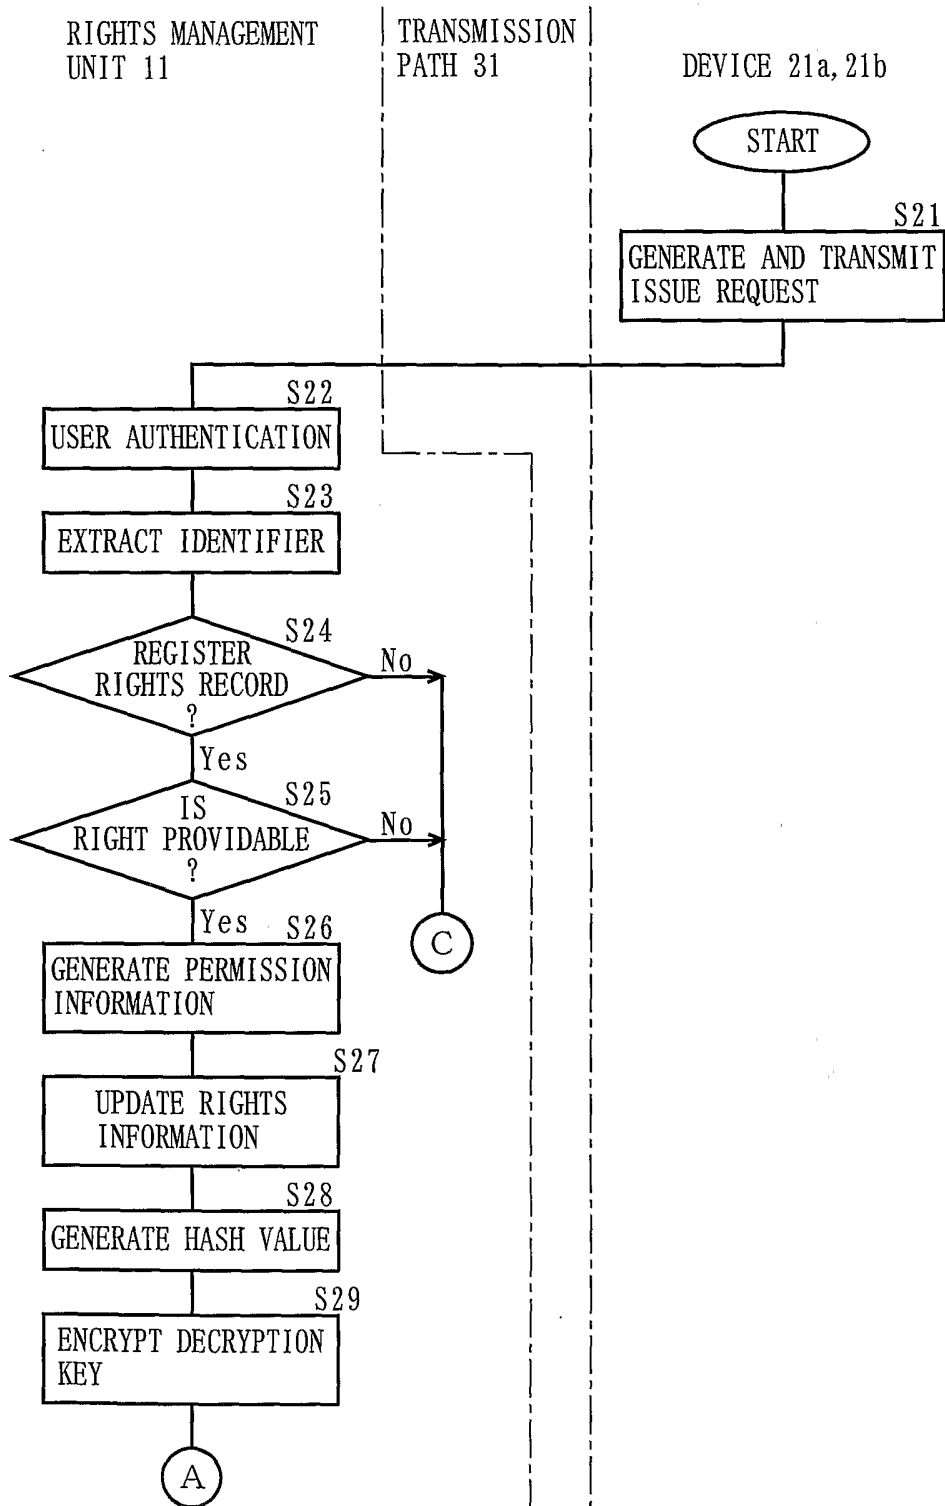 RIGHTS MANAGEMENT
UNIT 11
TRANSMISSION
PATH 31
DEVICE 21a, 21b
START
S21
GENERATE AND TRANSMIT
ISSUE REQUEST
S22
USER AUTHENTICATION
S23
EXTRACT IDENTIFIER
S24
REGISTER
RIGHTS RECORD
?
No
Yes
S25
IS
RIGHT PROVIDABLE
?
No
Yes
C
S26
GENERATE PERMISSION
INFORMATION
S27
UPDATE RIGHTS
INFORMATION
S28
GENERATE HASH VALUE
S29
ENCRYPT DECRYPTION
KEY
A